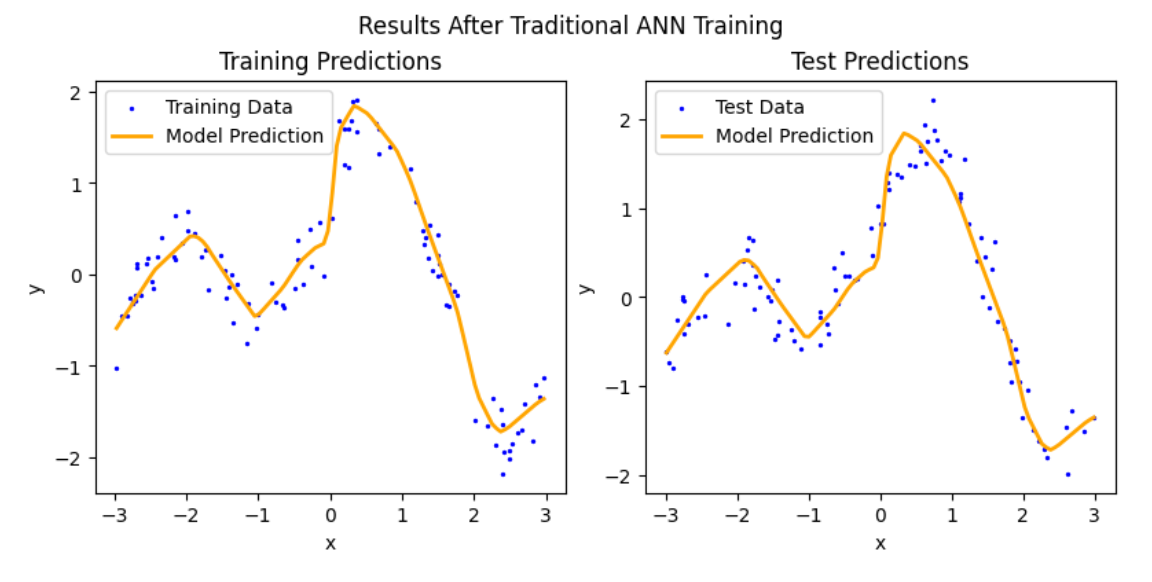 Results After Traditional ANN Training
Training Predictions
Training Data
Model Prediction
2
1
0
−1
−2
y
−3 −2 −1 0 1 2 3
x
Test Predictions
Test Data
Model Prediction
2
1
0
−1
−2
y
−3 −2 −1 0 1 2 3
x